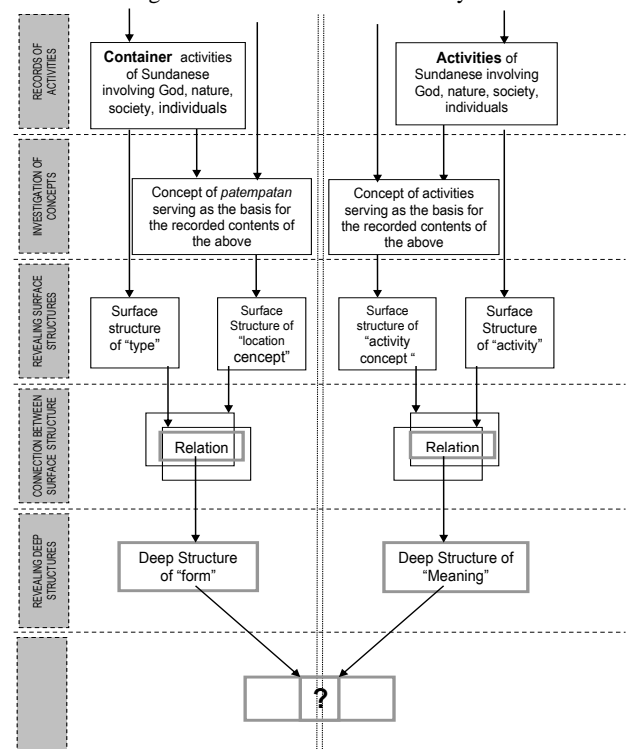 RECORDS OF
ACTIVITIES
Container activities
of Sundanese
involving God, nature,
society, individuals
Activities of
Sundanese involving
God, nature, society,
individuals
INVESTIGATION OF
CONCEPTS
Concept of patempatan
serving as the basis for
the recorded contents of
the above
Concept of activities
serving as the basis for
the recorded contents of
the above
REVEALING SURFACE
STRUCTURES
Surface
structure
of “type”
Surface
Structure of
“location
cencept”
Surface
structure of
“activity
concept “
Surface
Structure
of “activity”
CONNECTION BETWEEN
SURFACE STRUCTURE
Relation
Relation
REVEALING DEEP
STRUCTURES
Deep Structure
of “form”
Deep Structure of
“Meaning”
?